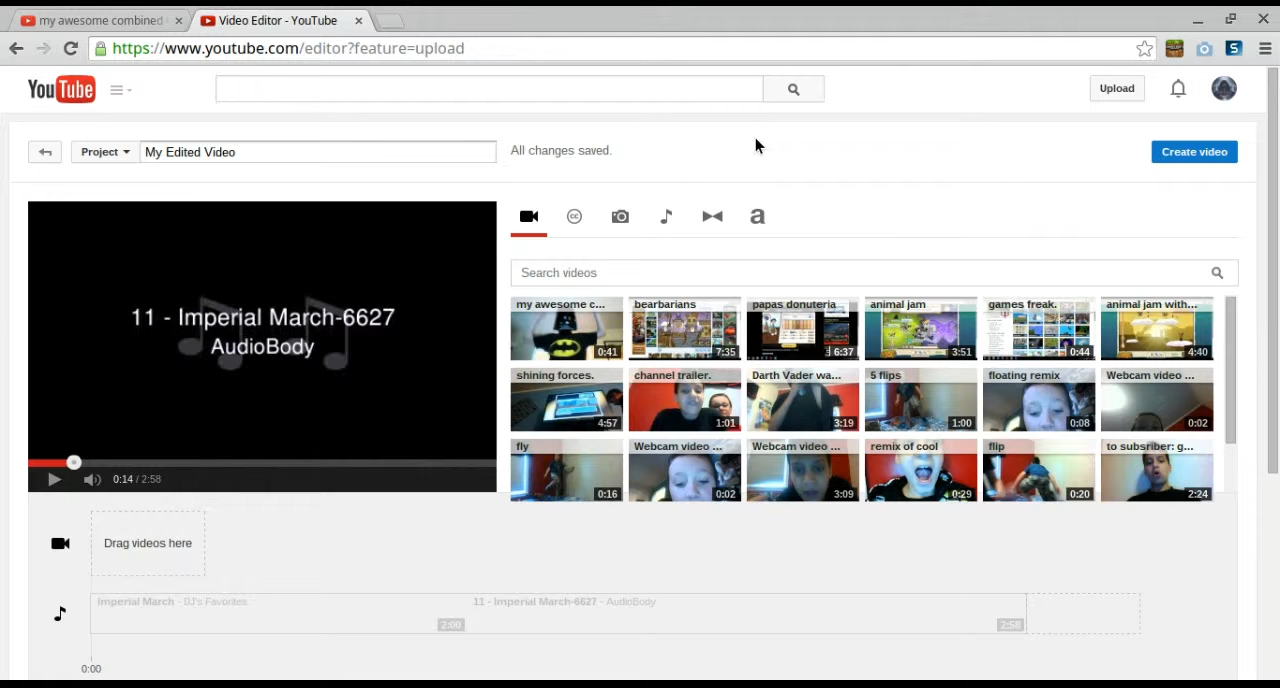 my awesome combined
Video Editor - YouTube
https://www.youtube.com/editor?feature=upload
YouTube
Upload
Project
My Edited Video
All changes saved.
Create video
11 - Imperial March-6627
AudioBody
0:14 / 2:58
cc
a
Search videos
my awesome c...
bearbarians
papas donuteria
animal jam
games freak.
animal jam with...
0:41
7:35
6:37
3:51
0:44
4:40
shining forces.
channel trailer.
Darth Vader wa...
5 flips
floating remix
Webcam video ...
4:57
1:01
3:19
1:00
0:08
0:02
fly
Webcam video ...
Webcam video ...
remix of cool
flip
to subsriber: g...
0:16
0:02
3:09
0:29
0:20
2:24
Drag videos here
Imperial March - DJ's Favorites
11 - Imperial March-6627 - AudioBody
2:00
2:58
0:00